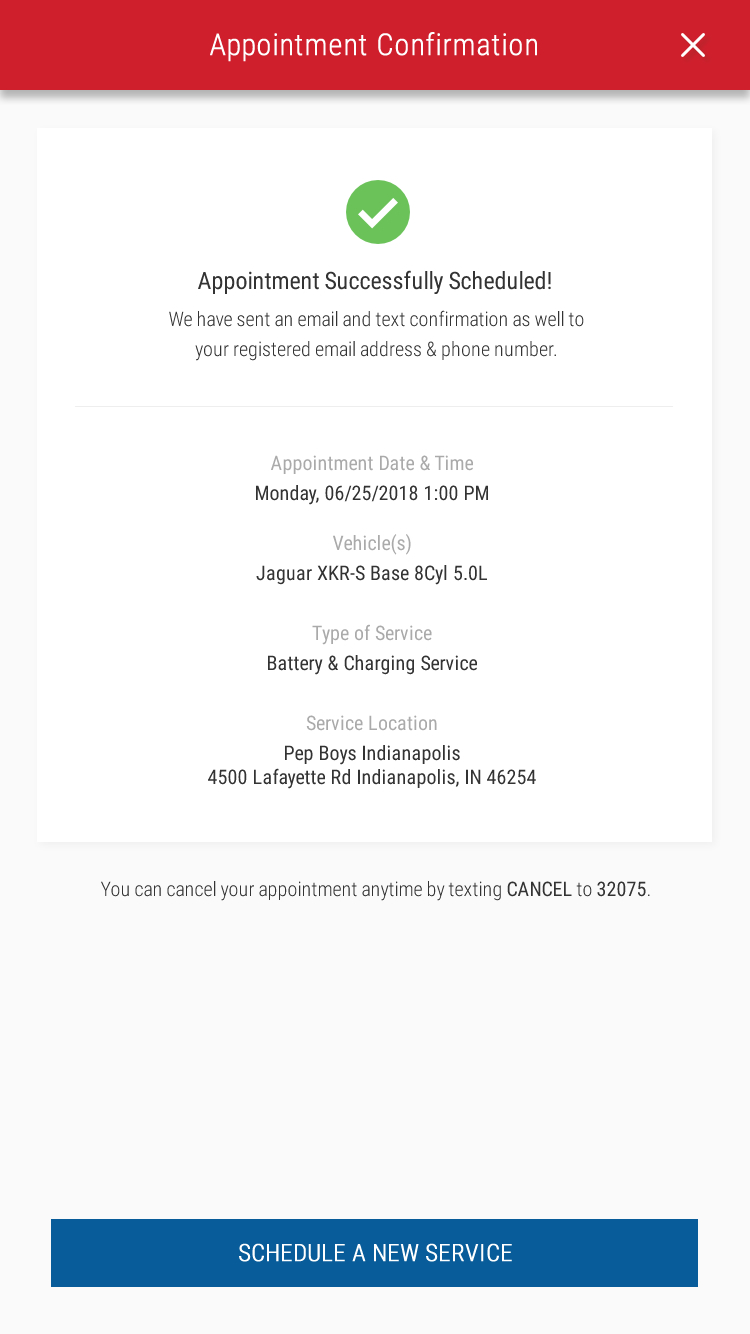 Appointment Confirmation
Appointment Successfully Scheduled!
We have sent an email and text confirmation as well to
your registered email address & phone number.
Appointment Date & Time
Monday, 06/25/2018 1:00 PM
Vehicle(s)
Jaguar XKR-S Base 8Cyl 5.0L
Type of Service
Battery & Charging Service
Service Location
Pep Boys Indianapolis
4500 Lafayette Rd Indianapolis, IN 46254
You can cancel your appointment anytime by texting CANCEL to 32075.
SCHEDULE A NEW SERVICE